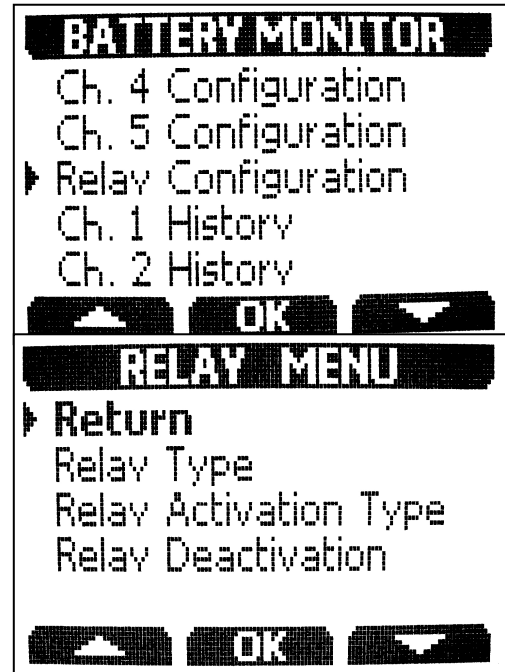 BATTERY MONITOR
Ch. 4 Configuration
Ch. 5 Configuration
Relay Configuration
Ch. 1 History
Ch. 2 History
OK
RELAY MENU
Return
Relay Type
Relay Activation Type
Relay Deactivation
OK